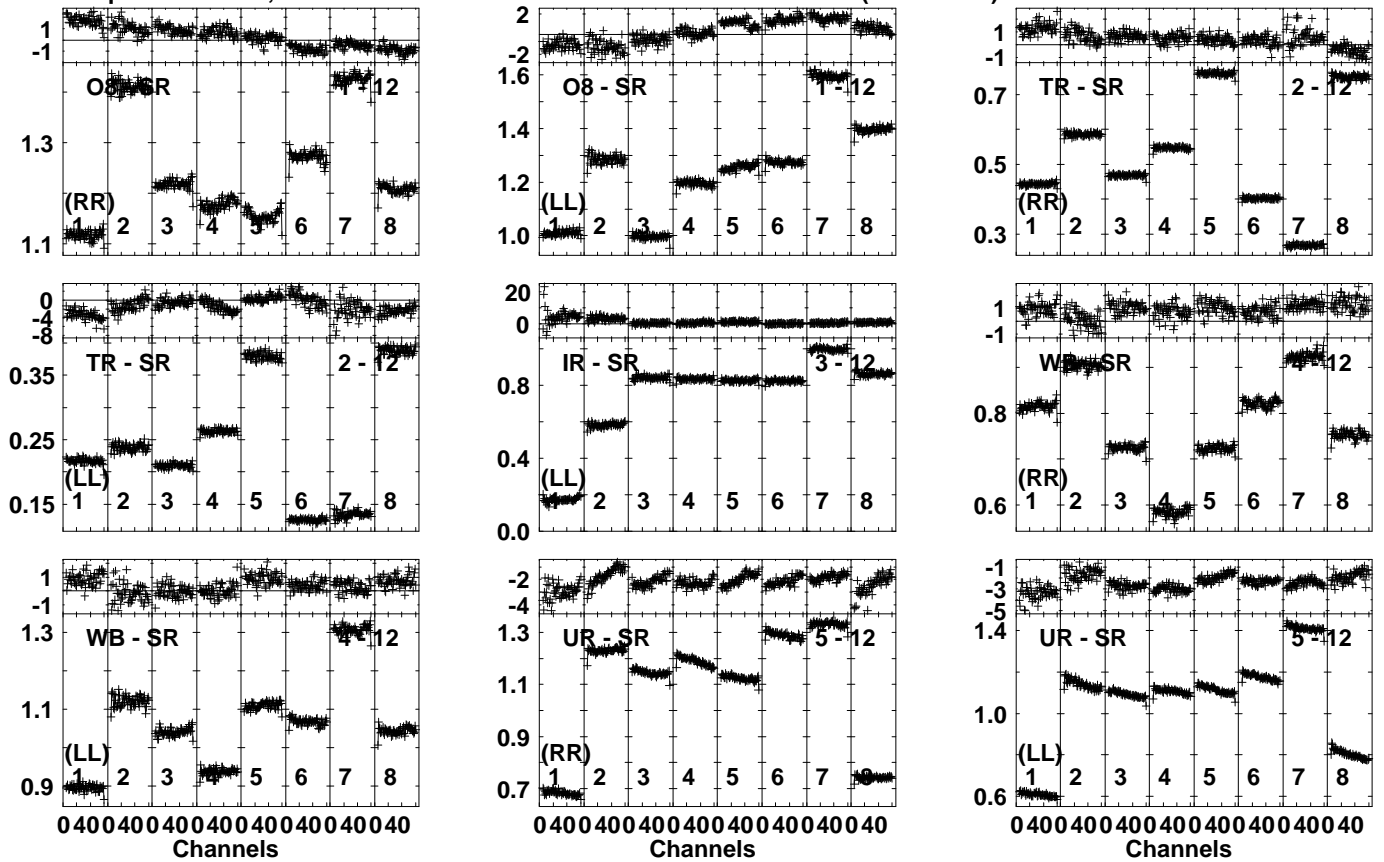 1 2 1
-1 -2 -1
O8 - SR 1 - 12
1.3
1.1
(RR)
1 2 3 4 5 6 7 8
O8 - SR 1 - 12
1.6
1.4
1.2
1.0
(LL)
1 2 3 4 5 6 7 8
TR - SR 2 - 12
0.7
0.5
0.3
(RR)
1 2 3 4 5 6 7 8
0
-4
-8
TR - SR 2 - 12
0.35
0.25
0.15
(LL)
1 2 3 4 5 6 7 8
20
0
IR - SR 3 - 12
0.8
0.4
0.0
(LL)
1 2 3 4 5 6 7 8
1
-1
WB - SR 4 - 12
0.8
0.6
(RR)
1 2 3 4 5 6 7 8
1
-1
WB - SR 4 - 12
1.3
1.1
0.9
(LL)
1 2 3 4 5 6 7 8
-2
-4
UR - SR 5 - 12
1.3
1.1
0.9
0.7
(RR)
1 2 3 4 5 6 7 8
-1
-3
-5
UR - SR 5 - 12
1.4
1.0
0.6
(LL)
1 2 3 4 5 6 7 8
0 40 0 40 0 40 0 40 0 40 0 40 0 40 0 40
Channels
0 40 0 40 0 40 0 40 0 40 0 40 0 40 0 40
Channels
0 40 0 40 0 40 0 40 0 40 0 40 0 40 0 40
Channels